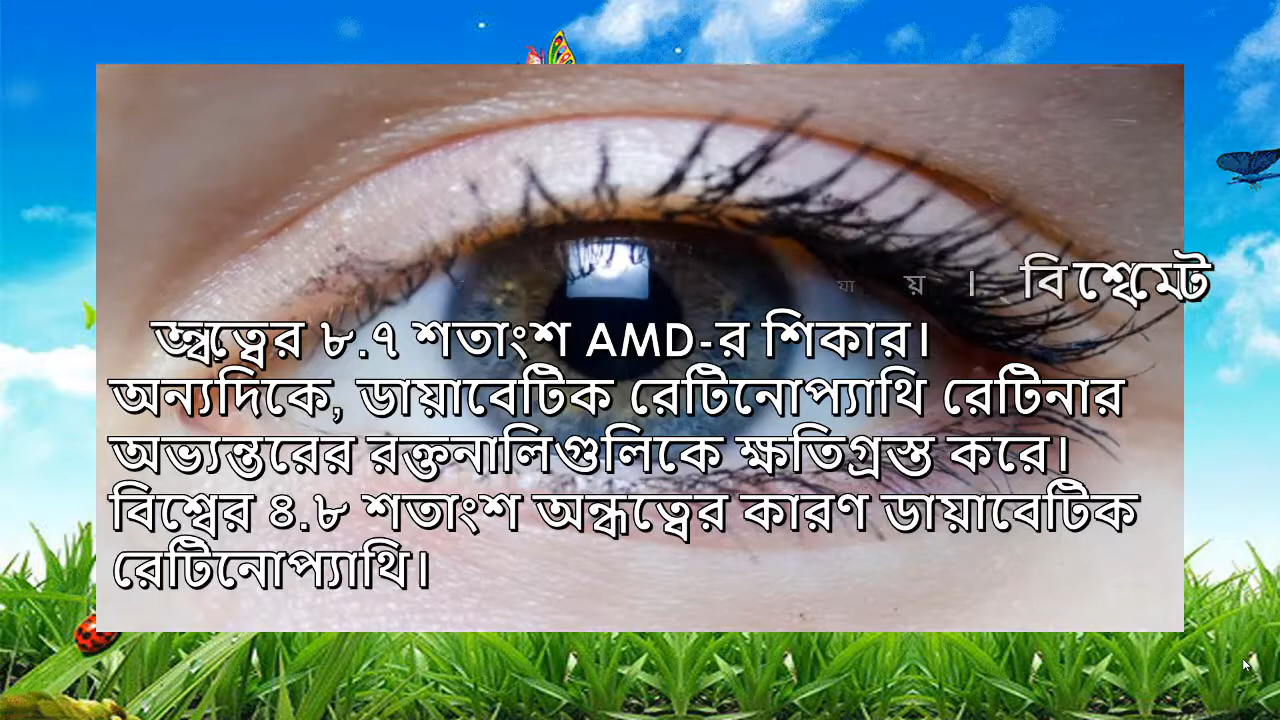 যায় । বিশ্বে মোট
অন্ধত্বের ৮.৭ শতাংশ AMD-র শিকার।
অন্যদিকে, ডায়াবেটিক রেটিনোপ্যাথি রেটিনার
অভ্যন্তরের রক্তনালিগুলিকে ক্ষতিগ্রস্ত করে।
বিশ্বের ৪.৮ শতাংশ অন্ধত্বের কারণ ডায়াবেটিক
রেটিনোপ্যাথি।